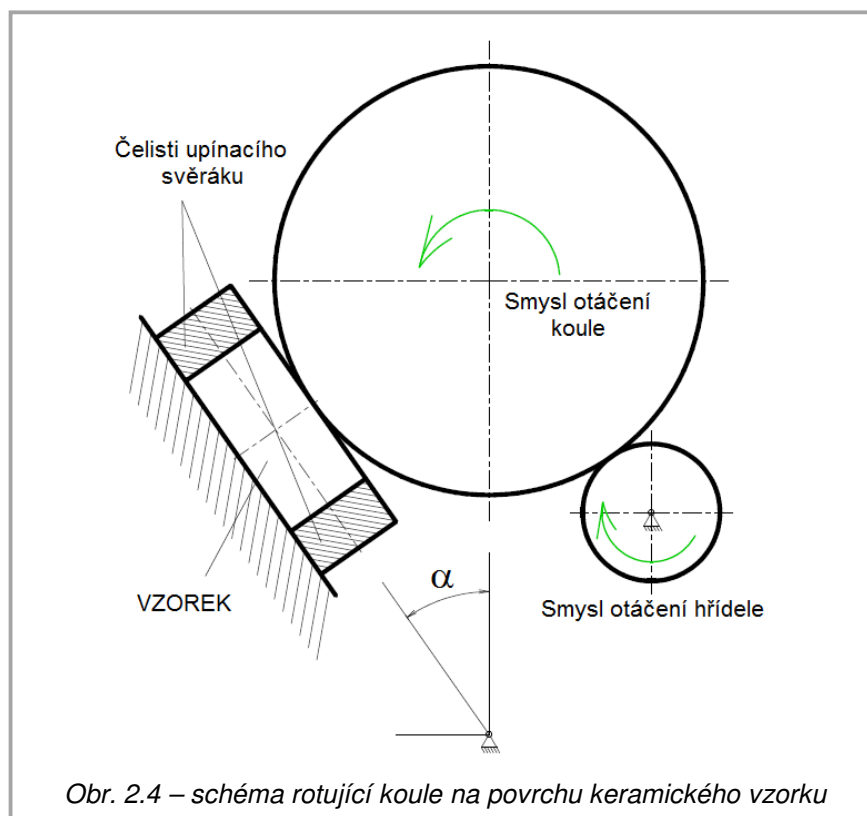 Čelisti upínacího
svěráku
Smysl otáčení
koule
VZOREK
α
Smysl otáčení hřídele
Obr. 2.4 – schéma rotující koule na povrchu keramického vzorku